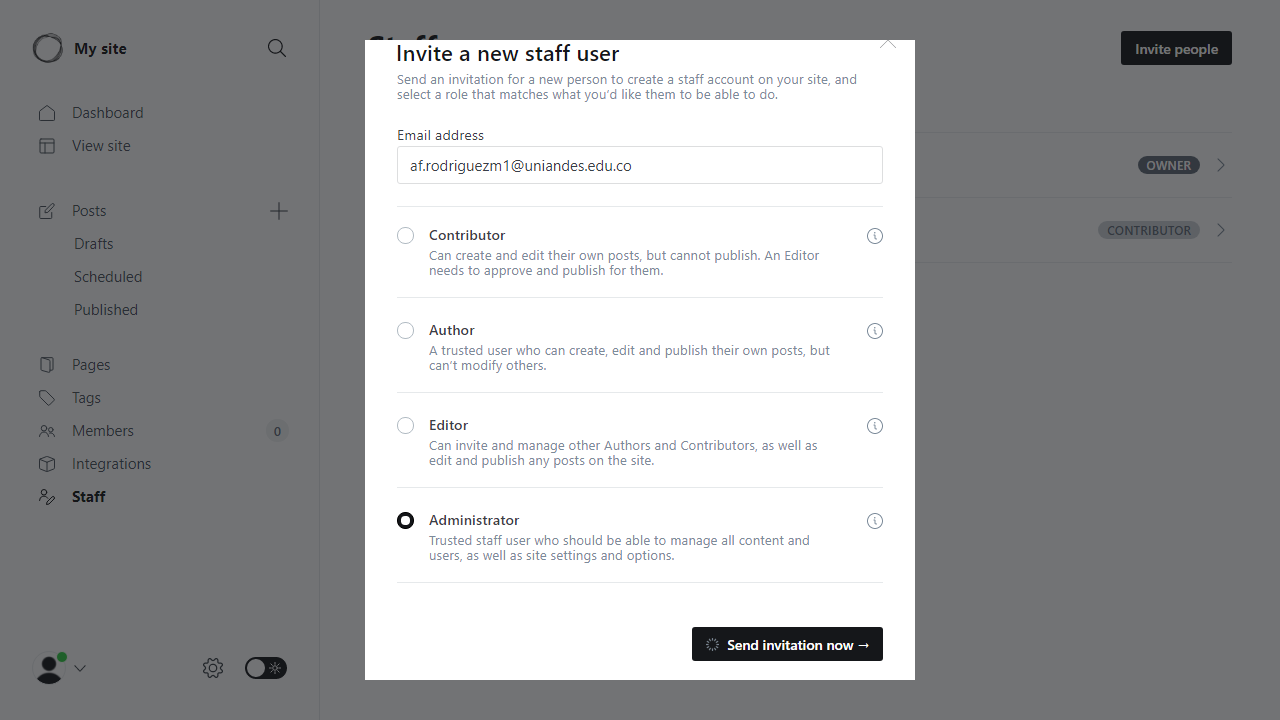 My site
Staff
Invite people
Dashboard
View site
Posts
Drafts
Scheduled
Published
Pages
Tags
Members
0
Integrations
Staff
Invite a new staff user
Send an invitation for a new person to create a staff account on your site, and
select a role that matches what you’d like them to be able to do.
Email address
af.rodriguezm1@uniandes.edu.co
Contributor
Can create and edit their own posts, but cannot publish. An Editor
needs to approve and publish for them.
Author
A trusted user who can create, edit and publish their own posts, but
can’t modify others.
Editor
Can invite and manage other Authors and Contributors, as well as
edit and publish any posts on the site.
Administrator
Trusted staff user who should be able to manage all content and
users, as well as site settings and options.
Send invitation now →
OWNER
CONTRIBUTOR